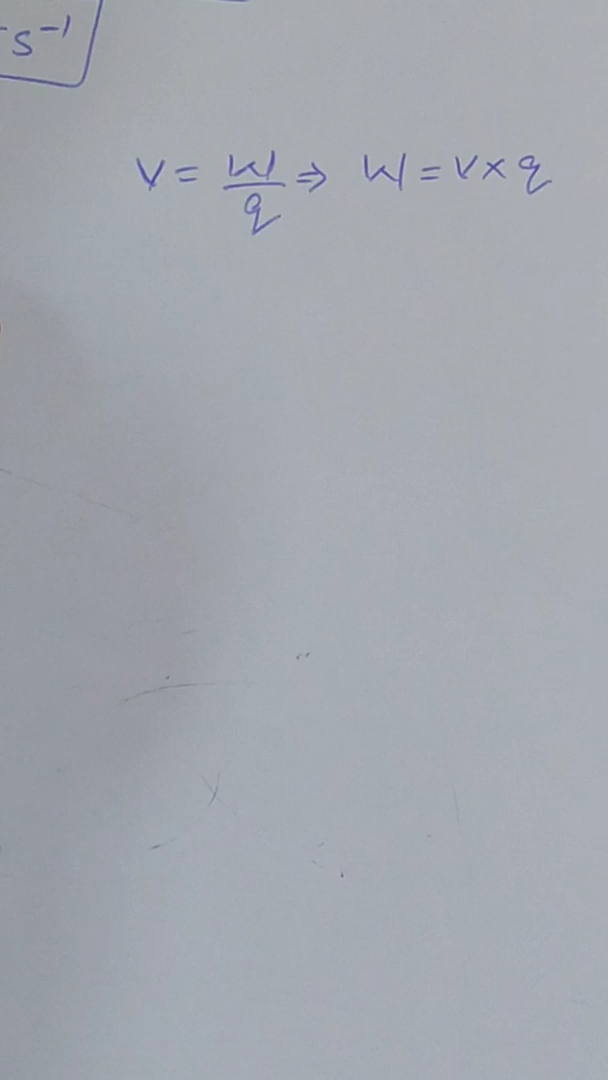 s⁻¹
V = W/q ⇒ W = V × q